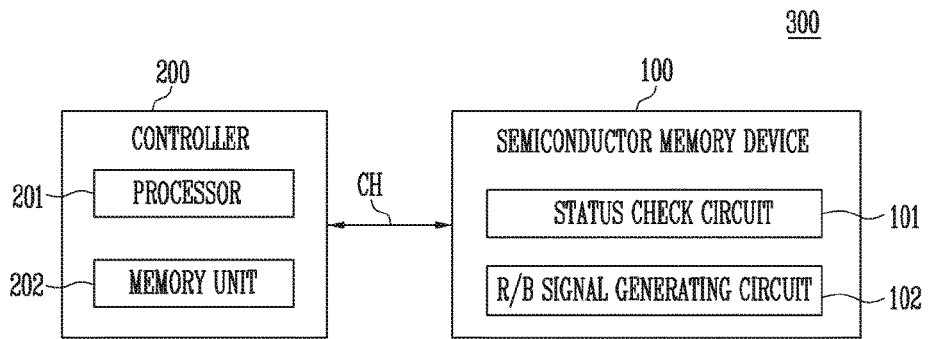 300
200
100
CONTROLLER
SEMICONDUCTOR MEMORY DEVICE
201
PROCESSOR
CH
STATUS CHECK CIRCUIT
101
202
MEMORY UNIT
R/B SIGNAL GENERATING CIRCUIT
102